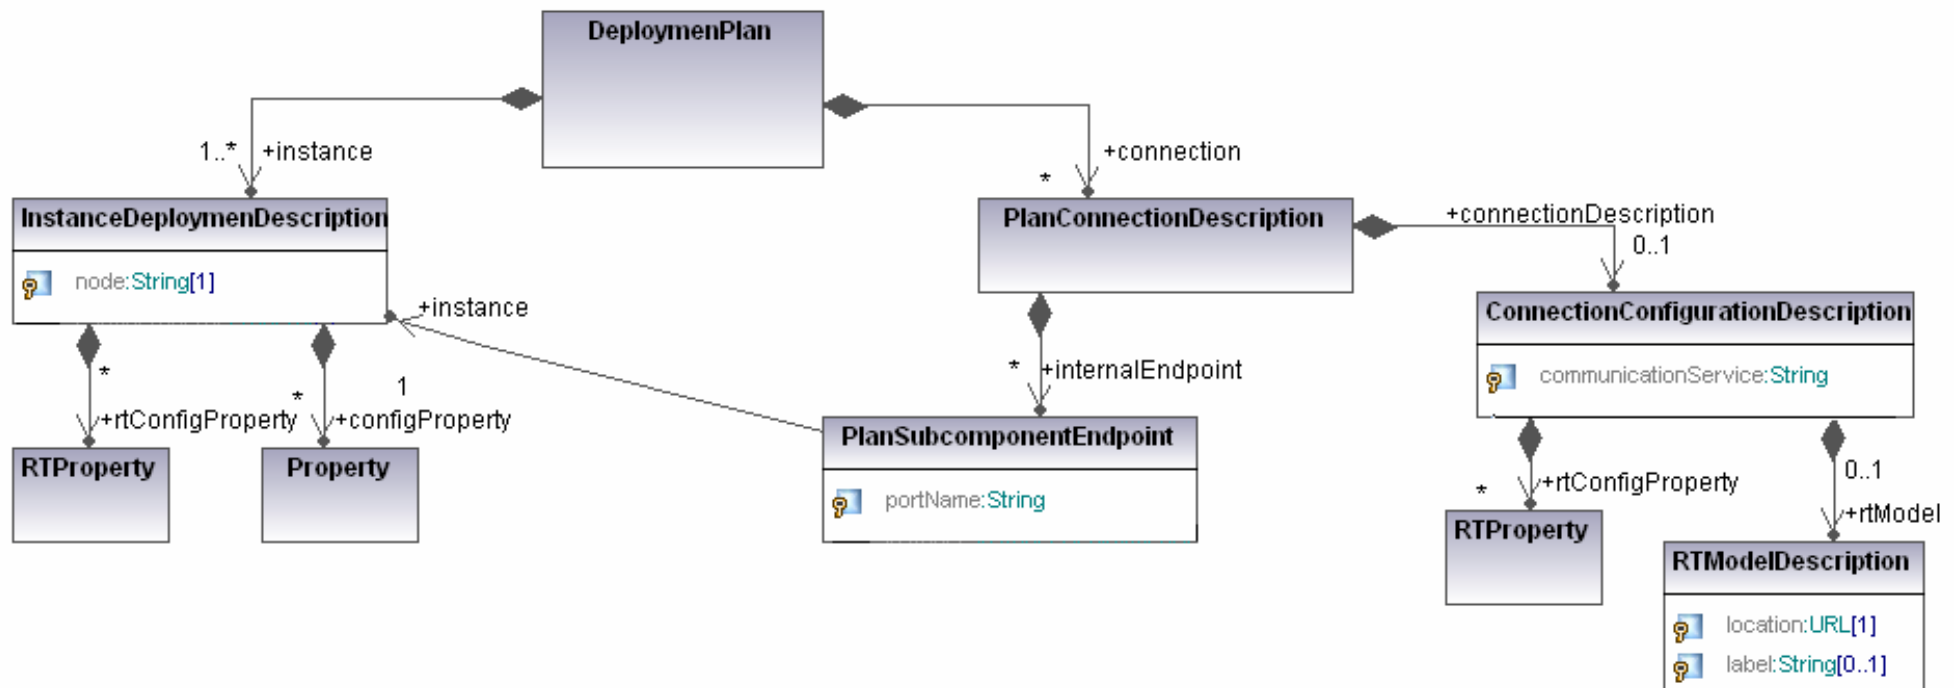 DeploymenPlan
1..* +instance
+connection
*
InstanceDeploymenDescription
node:String[1]
PlanConnectionDescription
+connectionDescription
0..1
+instance
ConnectionConfigurationDescription
communicationService:String
* +internalEndpoint
*
+rtConfigProperty
1
*
+configProperty
PlanSubcomponentEndpoint
portName:String
RTProperty
Property
* +rtConfigProperty
0..1
+rtModel
RTProperty
RTModelDescription
location:URL[1]
label:String[0..1]